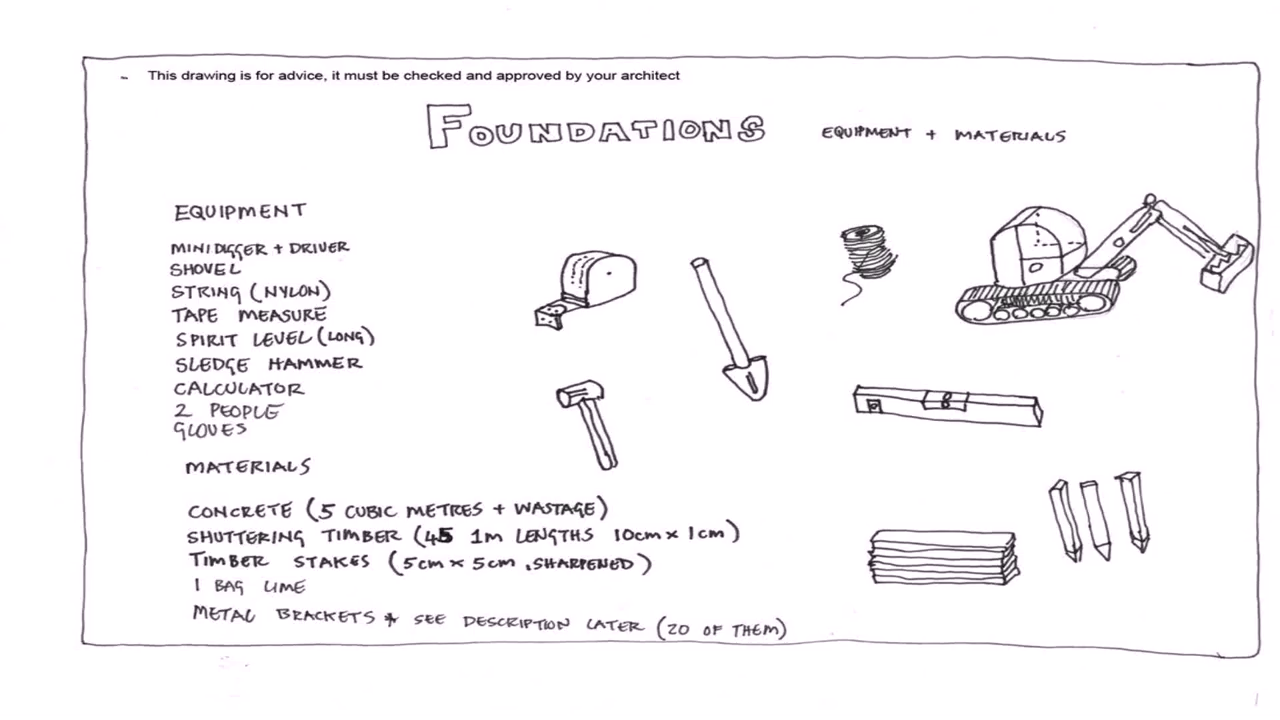 - This drawing is for advice, it must be checked and approved by your architect
FOUNDATIONS EQUIPMENT + MATERIALS
EQUIPMENT
MINI DIGGER + DRIVER
SHOVEL
STRING (NYLON)
TAPE MEASURE
SPIRIT LEVEL (LONG)
SLEDGE HAMMER
CALCULATOR
2 PEOPLE
GLOVES
MATERIALS
CONCRETE (5 CUBIC METRES + WASTAGE)
SHUTTERING TIMBER (45 1m LENGTHS 10cm x 1cm)
TIMBER STAKES (5cm x 5cm, SHARPENED)
1 BAG LIME
METAL BRACKETS * SEE DESCRIPTION LATER (20 OF THEM)